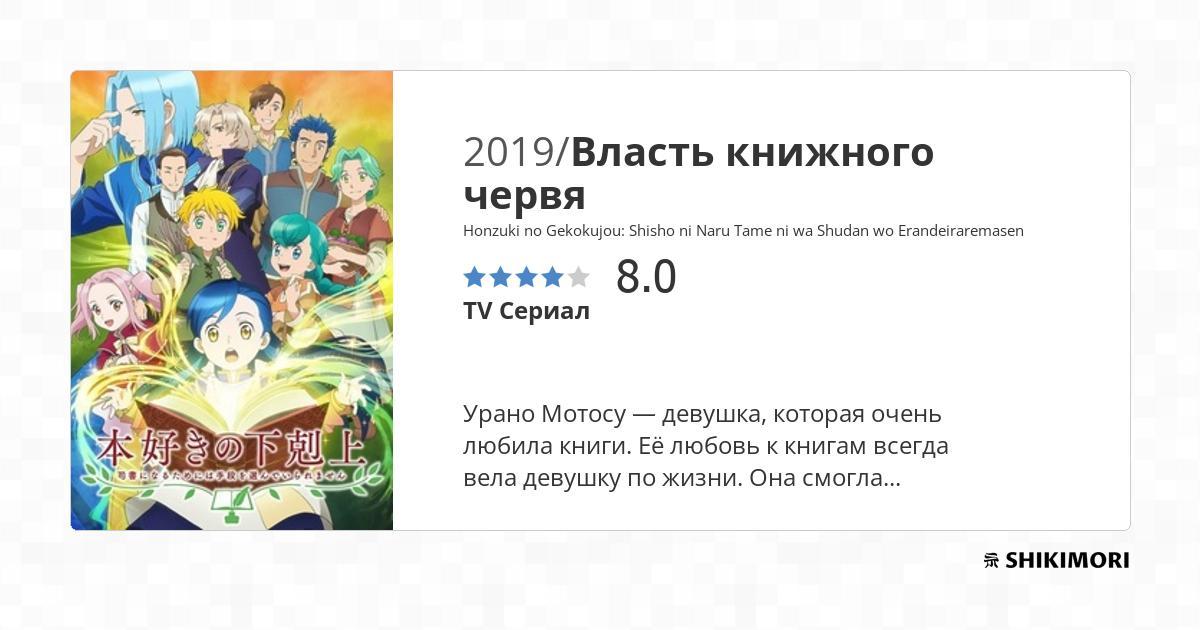 本好きの下剋上
司書になるためには手段を選んでいられません
2019/Власть книжного
червя
Honzuki no Gekokujou: Shisho ni Naru Tame ni wa Shudan wo Erandeiraremasen
8.0
TV Сериал
Урано Мотосу — девушка, которая очень
любила книги. Её любовь к книгам всегда
вела девушку по жизни. Она смогла...
SHIKIMORI